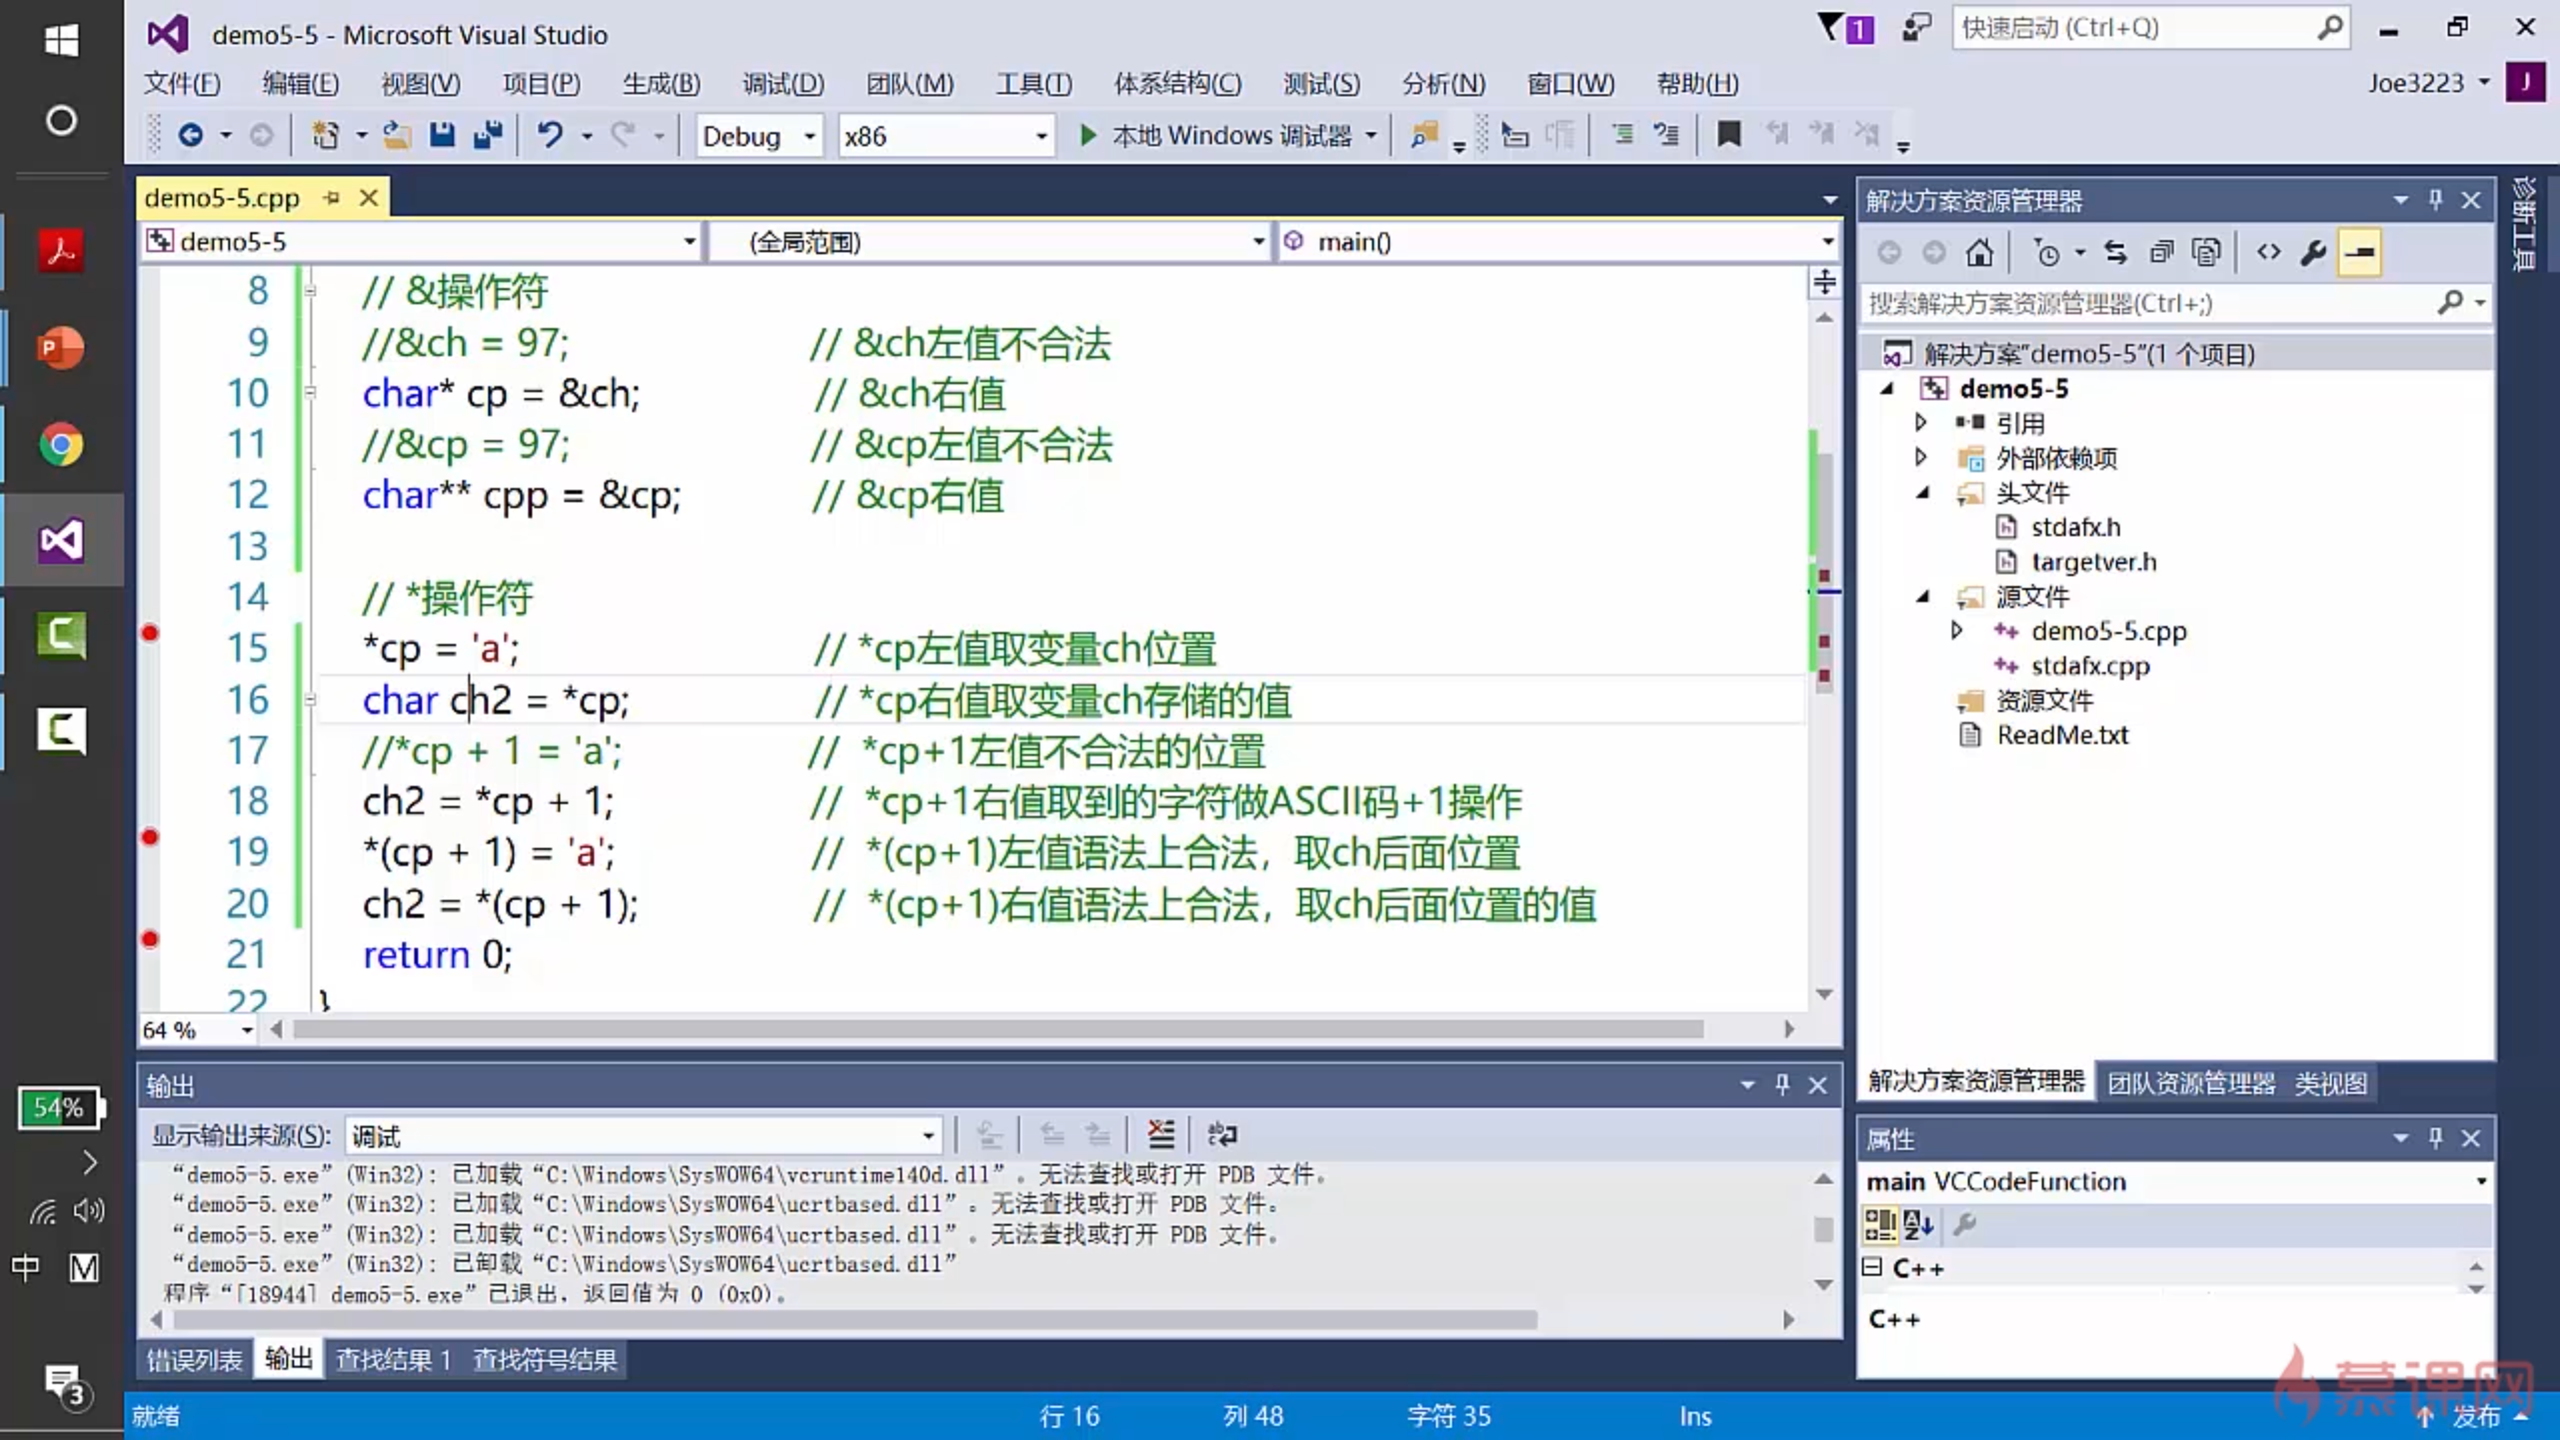 demo5-5 - Microsoft Visual Studio
1
快速启动 (Ctrl+Q)
文件(F) 编辑(E) 视图(V) 项目(P) 生成(B) 调试(D) 团队(M) 工具(T) 体系结构(C) 测试(S) 分析(N) 窗口(W) 帮助(H)
Joe3223
J
Debug
x86
本地 Windows 调试器
demo5-5.cpp
demo5-5
(全局范围)
main()
8 // &操作符
9 //&ch = 97; // &ch左值不合法
10 char* cp = &ch; // &ch右值
11 //&cp = 97; // &cp左值不合法
12 char** cpp = &cp; // &cp右值
13
14 // *操作符
15 *cp = 'a'; // *cp左值取变量ch位置
16 char ch2 = *cp; // *cp右值取变量ch存储的值
17 //*cp + 1 = 'a'; // *cp+1左值不合法的位置
18 ch2 = *cp + 1; // *cp+1右值取到的字符做ASCII码+1操作
19 *(cp + 1) = 'a'; // *(cp+1)左值语法上合法，取ch后面位置
20 ch2 = *(cp + 1); // *(cp+1)右值语法上合法，取ch后面位置的值
21 return 0;
22 }
64 %
解决方案资源管理器
搜索解决方案资源管理器(Ctrl+;)
解决方案"demo5-5"(1 个项目)
demo5-5
引用
外部依赖项
头文件
stdafx.h
targetver.h
源文件
demo5-5.cpp
stdafx.cpp
资源文件
ReadMe.txt
解决方案资源管理器 团队资源管理器 类视图
诊断工具
输出
显示输出来源(S): 调试
“demo5-5.exe” (Win32): 已加载“C:\Windows\SysWOW64\vcruntime140d.dll”。无法查找或打开 PDB 文件。
“demo5-5.exe” (Win32): 已加载“C:\Windows\SysWOW64\ucrtbased.dll”。无法查找或打开 PDB 文件。
“demo5-5.exe” (Win32): 已加载“C:\Windows\SysWOW64\ucrtbased.dll”。无法查找或打开 PDB 文件。
“demo5-5.exe” (Win32): 已卸载“C:\Windows\SysWOW64\ucrtbased.dll”
程序“[18944] demo5-5.exe”已退出，返回值为 0 (0x0)。
错误列表 输出 查找结果 1 查找符号结果
属性
main VCCodeFunction
C++
C++
就绪
行 16
列 48
字符 35
Ins
发布
慕课网
54%
中 M
3